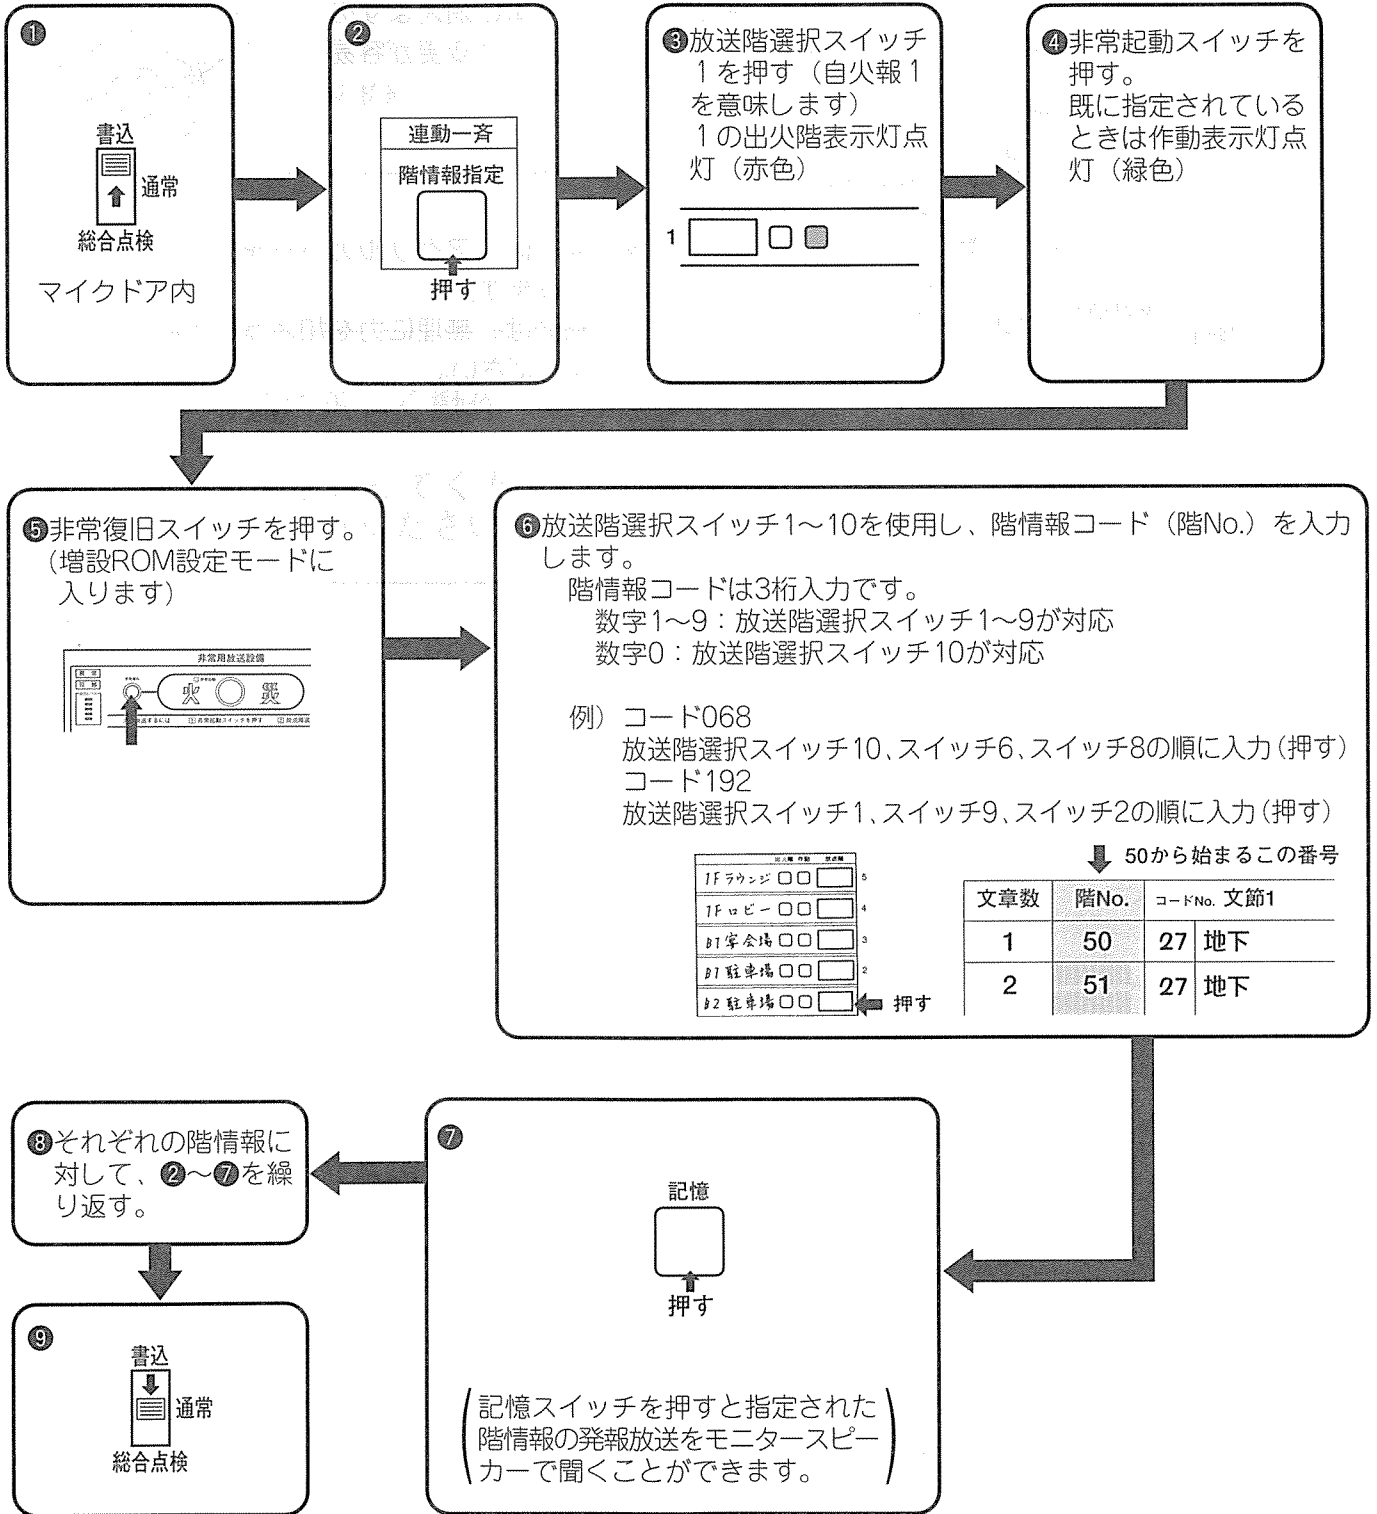 ❶
書込
通常
総合点検
マイクドア内
❷
連動一斉
階情報指定
押す
❸放送階選択スイッチ
1を押す（自火報1
を意味します）
1の出火階表示灯点
灯（赤色）
1
❹非常起動スイッチを
押す。
既に指定されている
ときは作動表示灯点
灯（緑色）
❺非常復旧スイッチを押す。
（増設ROM設定モードに
入ります）
非常用放送設備
火 災
❻放送階選択スイッチ1～10を使用し、階情報コード（階No.）を入力
します。
階情報コードは3桁入力です。
数字1～9：放送階選択スイッチ1～9が対応
数字0：放送階選択スイッチ10が対応
例）コード068
放送階選択スイッチ10、スイッチ6、スイッチ8の順に入力（押す）
コード192
放送階選択スイッチ1、スイッチ9、スイッチ2の順に入力（押す）
出火階 作動 放送階
1Fラウンジ 5
1Fロビー 4
B1宴会場 3
B1駐車場 2
B2駐車場
押す
50から始まるこの番号
文章数 階No. コードNo. 文節1
1 50 27 地下
2 51 27 地下
❼
記憶
押す
（記憶スイッチを押すと指定された
階情報の発報放送をモニタースピー
カーで聞くことができます。）
❽それぞれの階情報に
対して、❷～❼を繰
り返す。
❾
書込
通常
総合点検